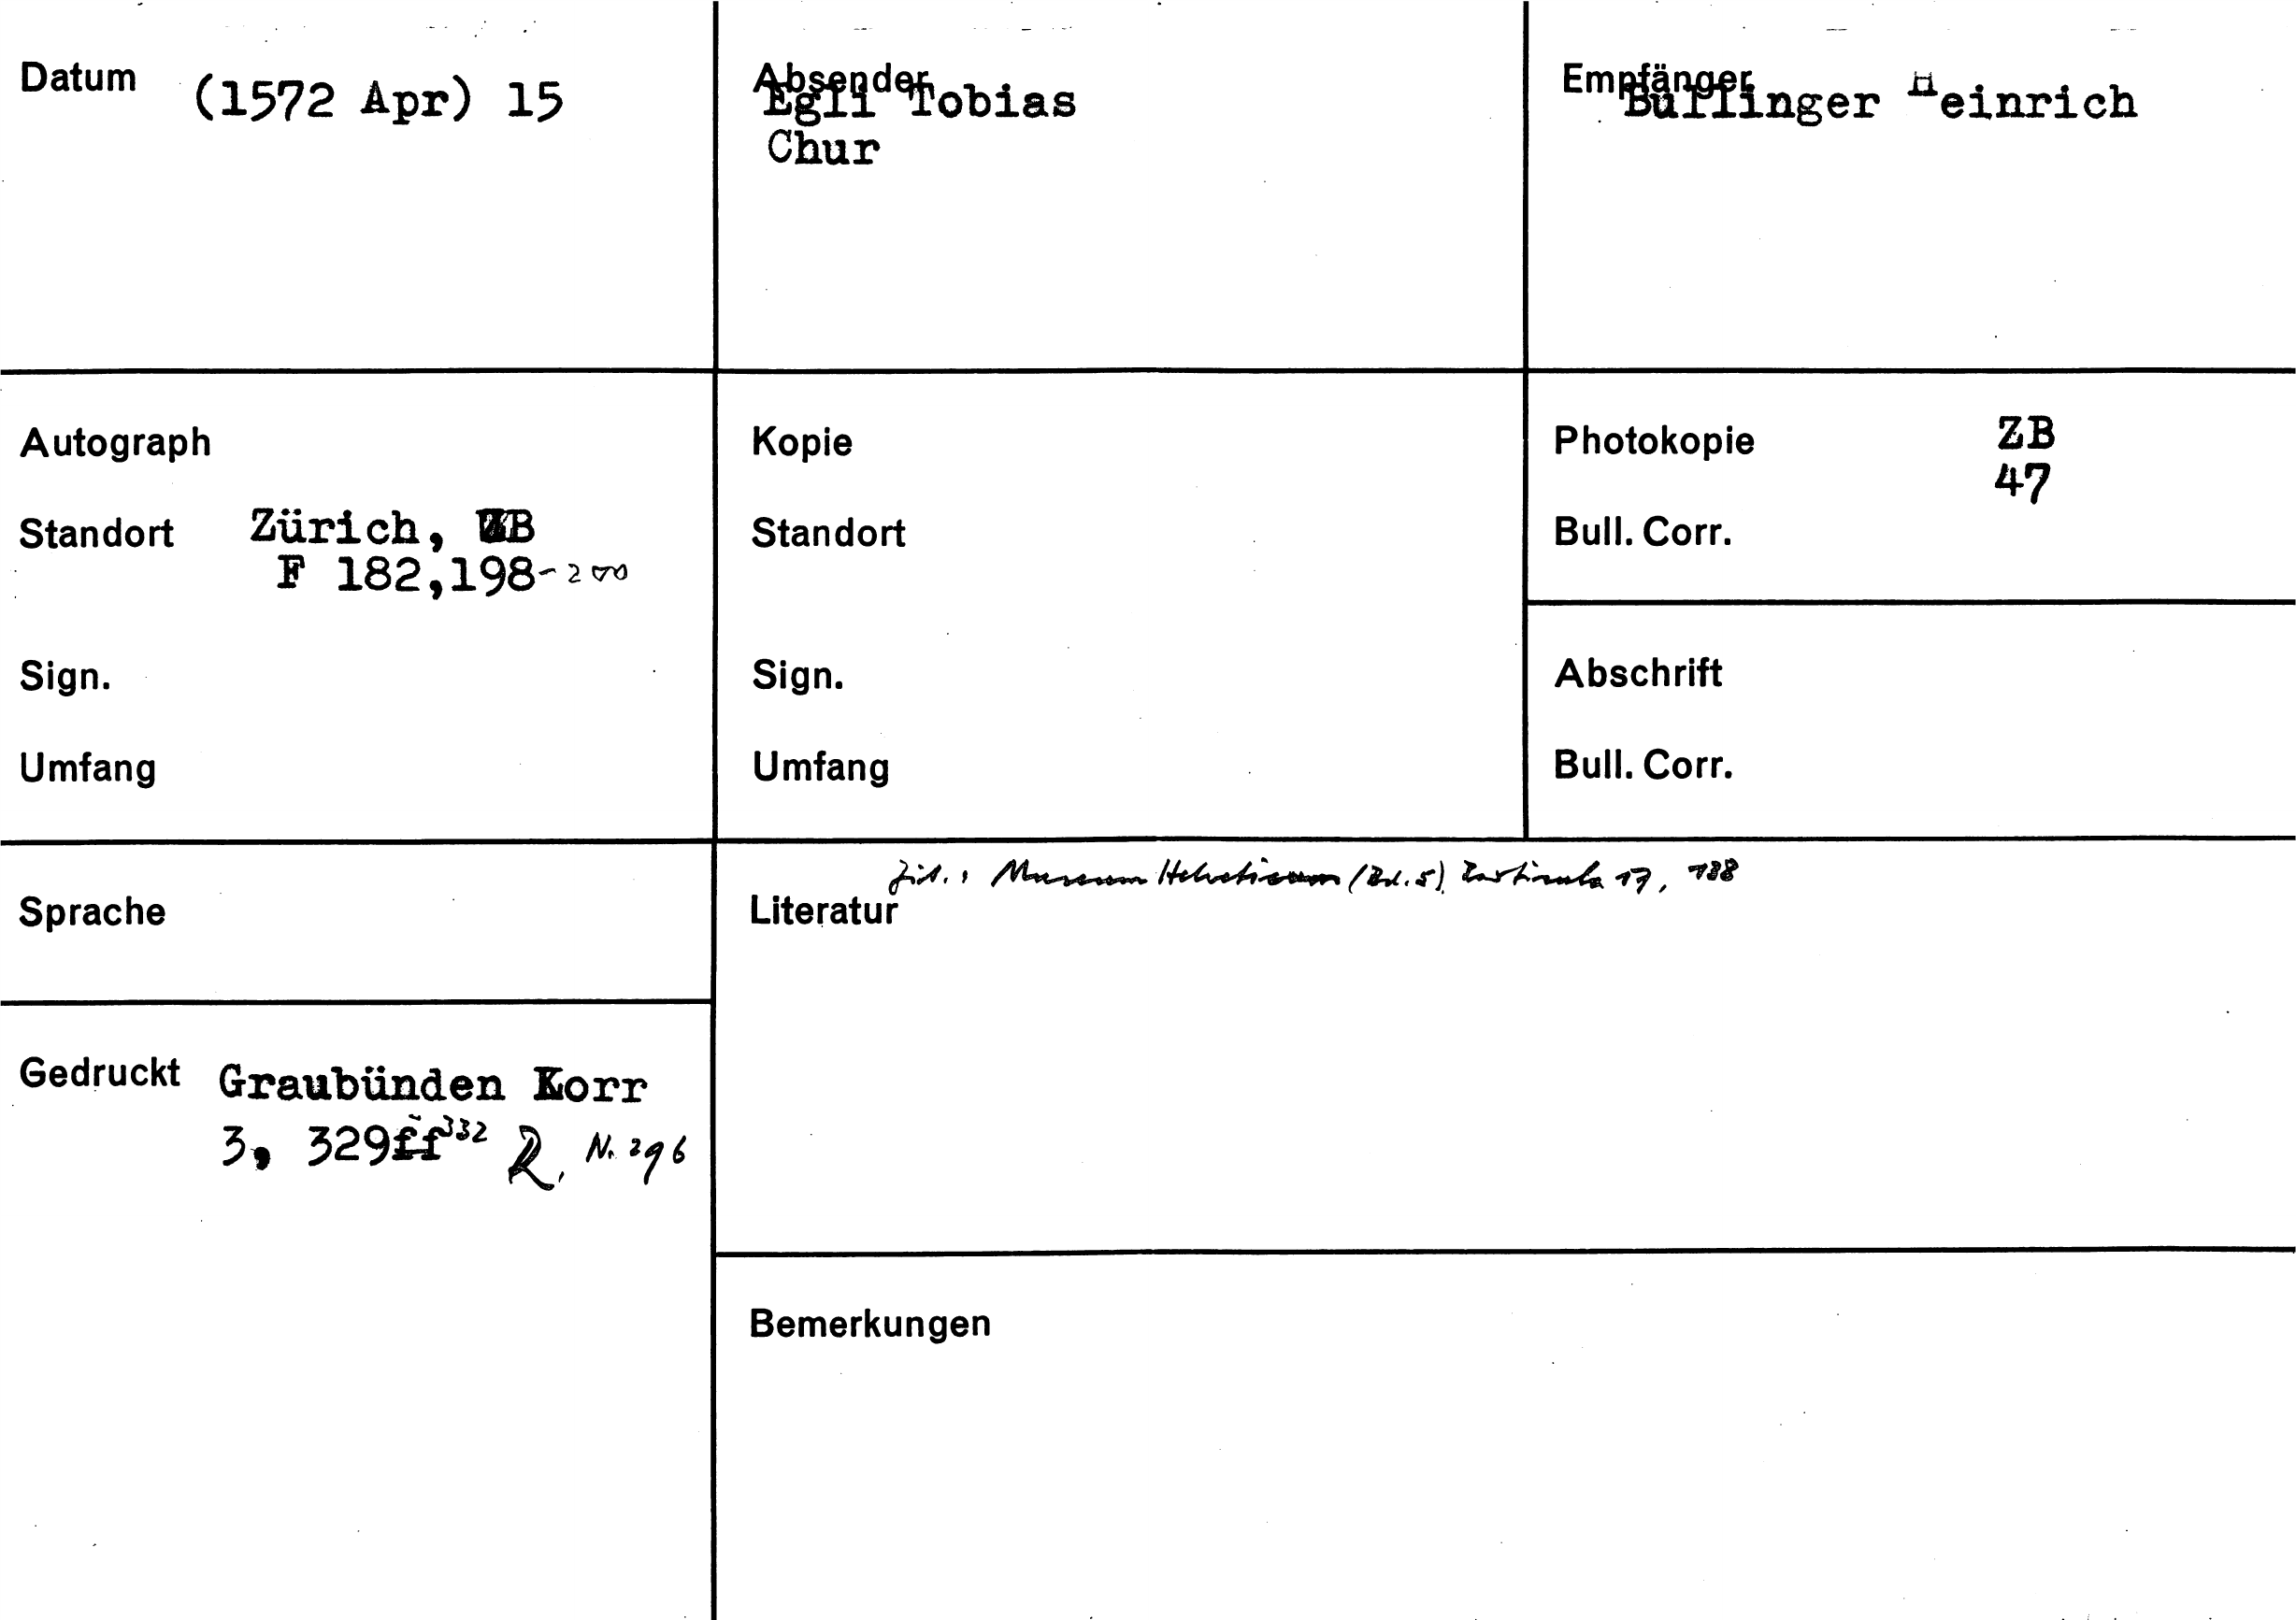 Datum (1572 Apr) 15
Absender Egli Tobias
Chur
Empfänger Bullinger Heinrich
Autograph
Standort Zürich, ZB
F 182,198-200
Sign.
Umfang
Kopie
Standort
Sign.
Umfang
Photokopie ZB
47
Bull. Corr.
Abschrift
Bull. Corr.
Sprache
Zit.: Museum Helveticum (Bd. 5) 17, 188
Literatur
Gedruckt Graubünden Korr
3, 329ff-332 R, N. 296
Bemerkungen